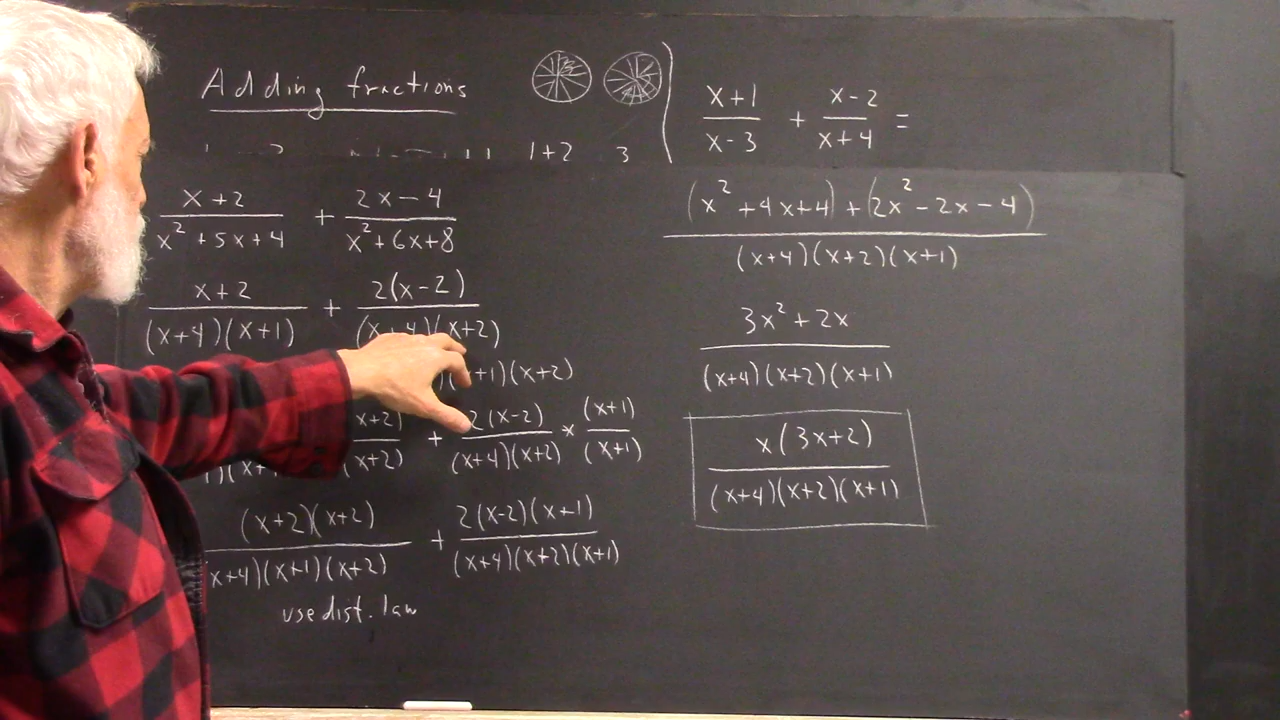 Adding fractions
1+2 3
x+2 / x²+5x+4 + 2x-4 / x²+6x+8
x+2 / (x+4)(x+1) + 2(x-2) / (x+4)(x+2)
(x+1)(x+2)
(x+2) / (x+2) + 2(x-2) / (x+4)(x+2) × (x+1) / (x+1)
(x+2)(x+2) / (x+4)(x+1)(x+2) + 2(x-2)(x+1) / (x+4)(x+2)(x+1)
use dist. law
x+1 / x-3 + x-2 / x+4 =
(x²+4x+4)+(2x²-2x-4) / (x+4)(x+2)(x+1)
3x²+2x / (x+4)(x+2)(x+1)
x(3x+2) / (x+4)(x+2)(x+1)